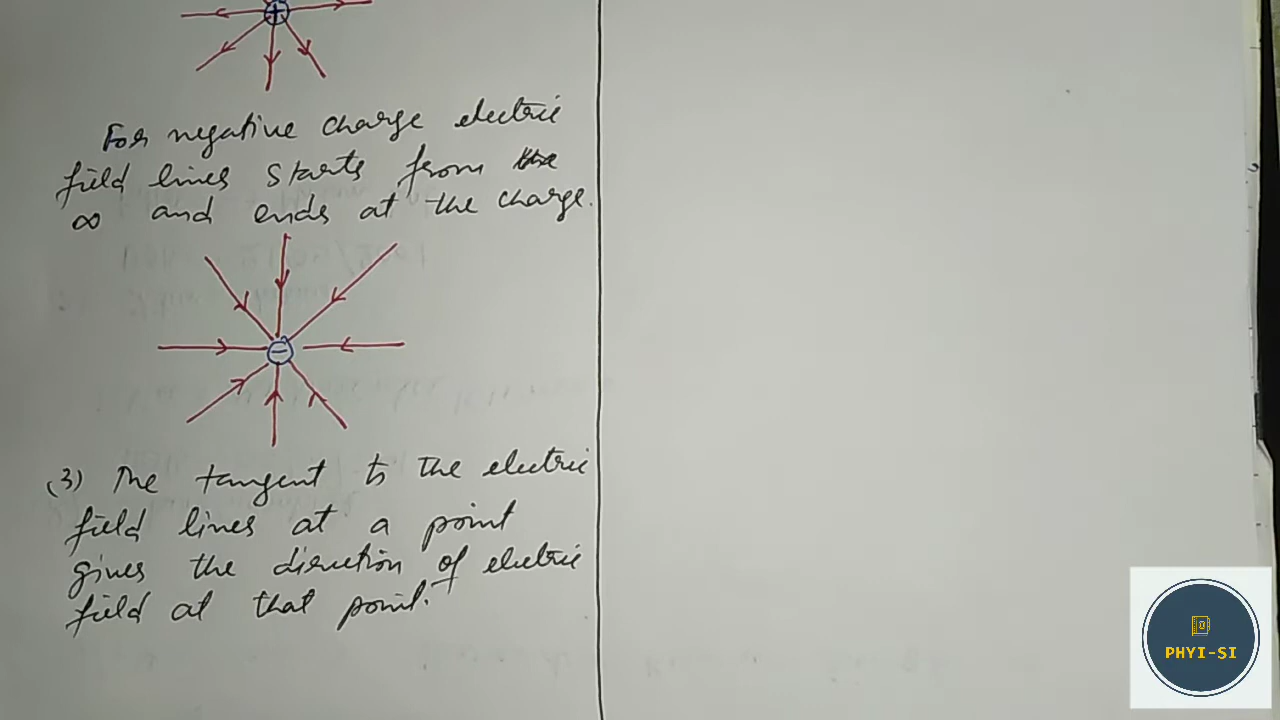 +
For negative charge electric
field lines starts from the
∞ and ends at the charge.
−
(3) The tangent to the electric
field lines at a point
gives the direction of electric
field at that point.
PHYI-SI